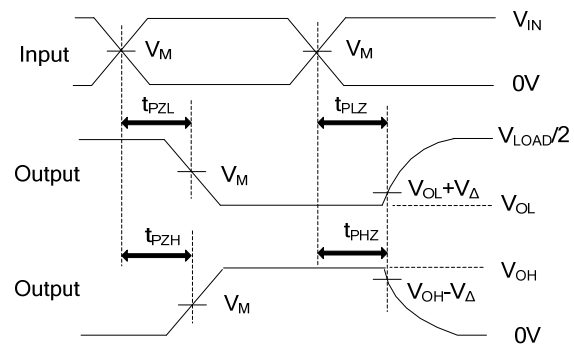 V_IN
Input
V_M
V_M
0V
t_PZL
t_PLZ
V_LOAD/2
Output
V_M
V_OL+V_Δ
V_OL
t_PZH
t_PHZ
V_OH
Output
V_M
V_OH-V_Δ
0V